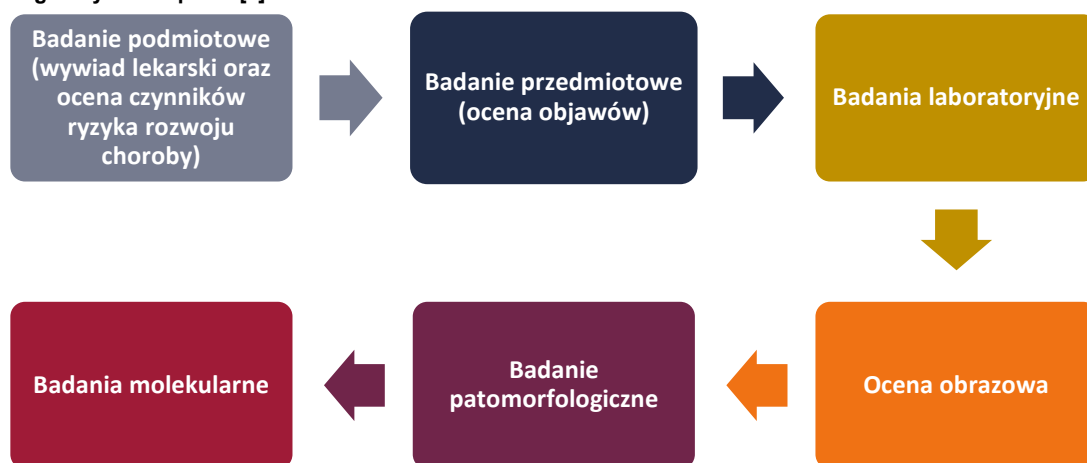 Badanie podmiotowe
(wywiad lekarski oraz
ocena czynników
ryzyka rozwoju
choroby)
Badanie przedmiotowe
(ocena objawów)
Badania laboratoryjne
Ocena obrazowa
Badanie
patomorfologiczne
Badania molekularne